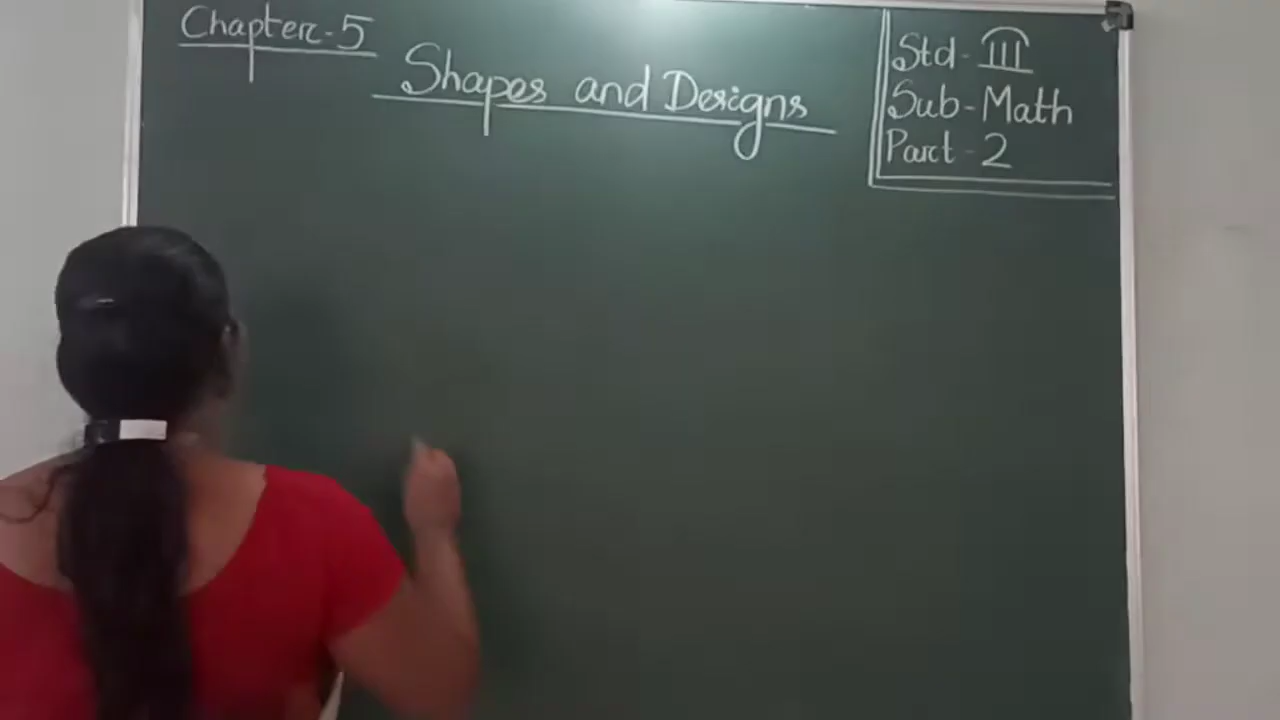 Chapter-5
Shapes and Designs
Std-III
Sub-Math
Part-2